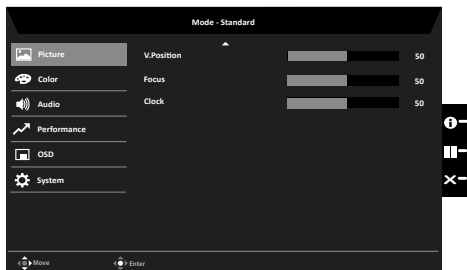 Mode - Standard
Picture
V.Position 50
Color
Focus 50
Audio
Clock 50
Performance
OSD
System
Move Enter